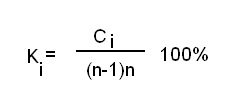 K_i = C_i / (n-1)n 100%